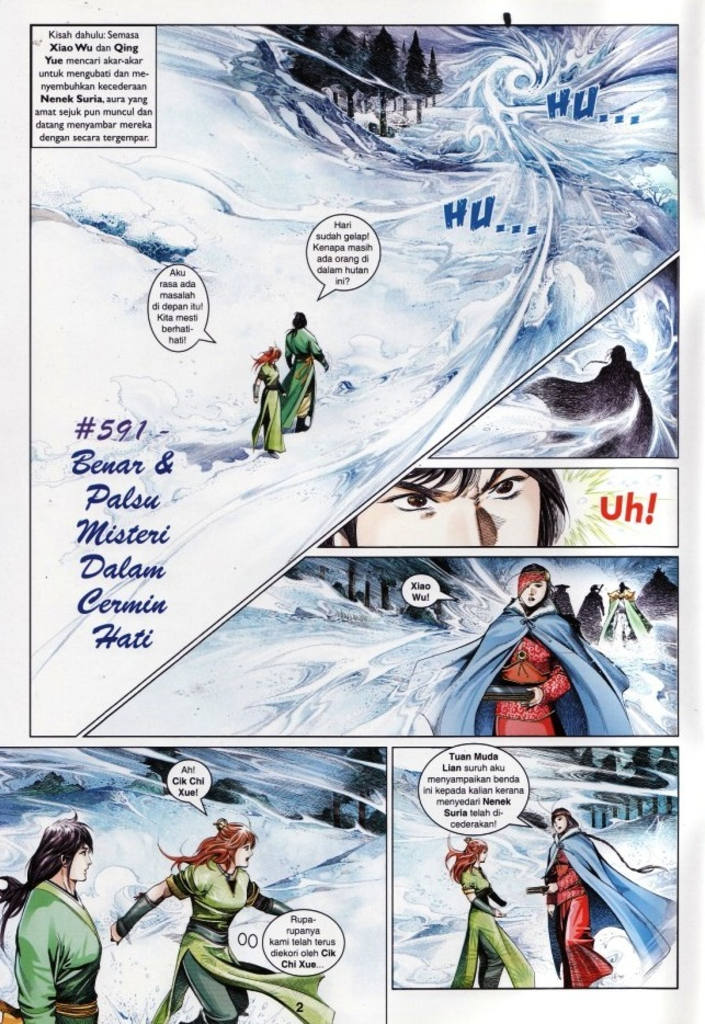 Kisah dahulu: Semasa
Xiao Wu dan Qing
Yue mencari akar-akar
untuk mengubati dan me-
nyembuhkan kecederaan
Nenek Suria, aura yang
amat sejuk pun muncul dan
datang menyambar mereka
dengan secara tergempar.
HU...
HU...
Hari
sudah gelap!
Kenapa masih
ada orang di
dalam hutan
ini?
Aku
rasa ada
masalah
di depan itu!
Kita mesti
berhati-
hati!
#591 -
Benar &
Palsu
Misteri
Dalam
Cermin
Hati
Uh!
Xiao
Wu!
Ah!
Cik Chi
Xue!
Rupa-
rupanya
kami telah terus
diekori oleh Cik
Chi Xue...
2
Tuan Muda
Lian suruh aku
menyampaikan benda
ini kepada kalian kerana
menyedari Nenek
Suria telah di-
cederakan!